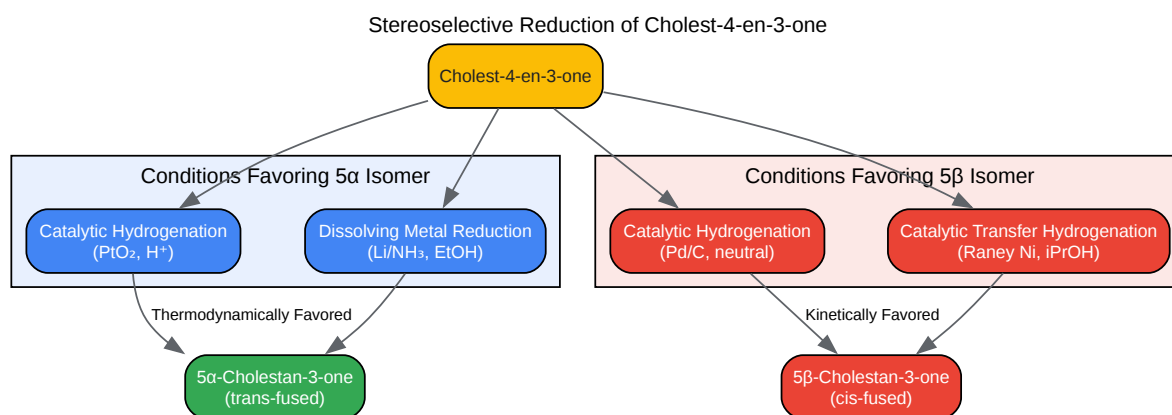 Stereoselective Reduction of Cholest-4-en-3-one
Cholest-4-en-3-one
Conditions Favoring 5α Isomer
Conditions Favoring 5β Isomer
Catalytic Hydrogenation
(PtO₂, H⁺)
Dissolving Metal Reduction
(Li/NH₃, EtOH)
Catalytic Hydrogenation
(Pd/C, neutral)
Catalytic Transfer Hydrogenation
(Raney Ni, iPrOH)
Thermodynamically Favored
Kinetically Favored
5α-Cholestan-3-one
(trans-fused)
5β-Cholestan-3-one
(cis-fused)